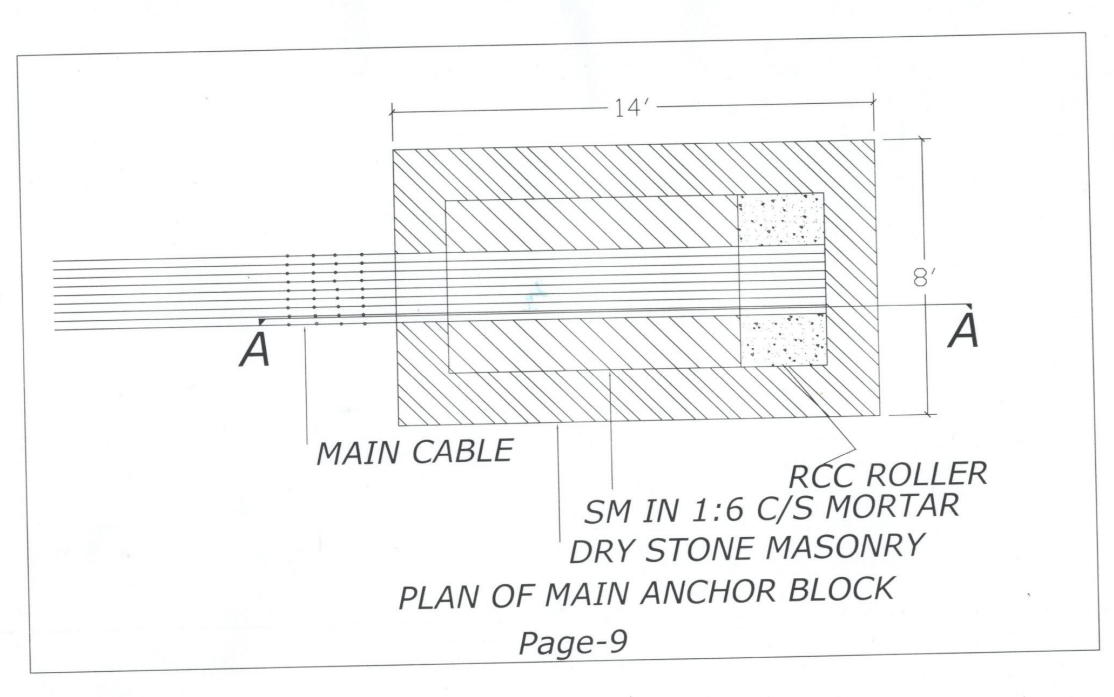 14'
8'
A
A
MAIN CABLE
RCC ROLLER
SM IN 1:6 C/S MORTAR
DRY STONE MASONRY
PLAN OF MAIN ANCHOR BLOCK
Page-9